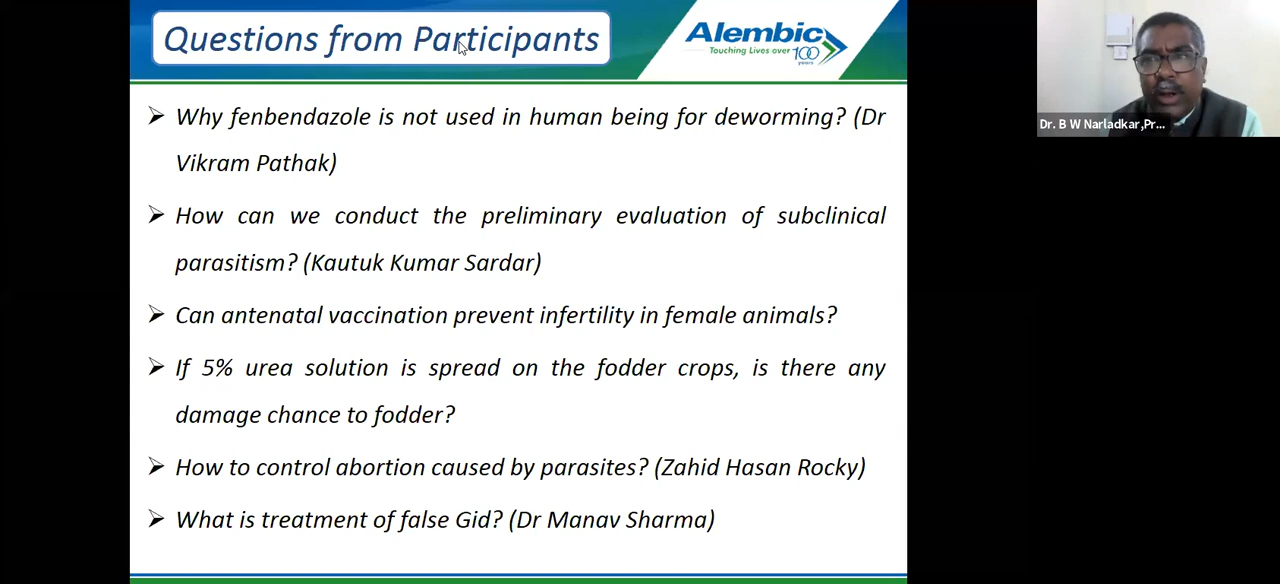 Questions from Participants
Alembic
Touching Lives over 100 years
➢ Why fenbendazole is not used in human being for deworming? (Dr
Vikram Pathak)
➢ How can we conduct the preliminary evaluation of subclinical
parasitism? (Kautuk Kumar Sardar)
➢ Can antenatal vaccination prevent infertility in female animals?
➢ If 5% urea solution is spread on the fodder crops, is there any
damage chance to fodder?
➢ How to control abortion caused by parasites? (Zahid Hasan Rocky)
➢ What is treatment of false Gid? (Dr Manav Sharma)
Dr. B W Narladkar,Pr...